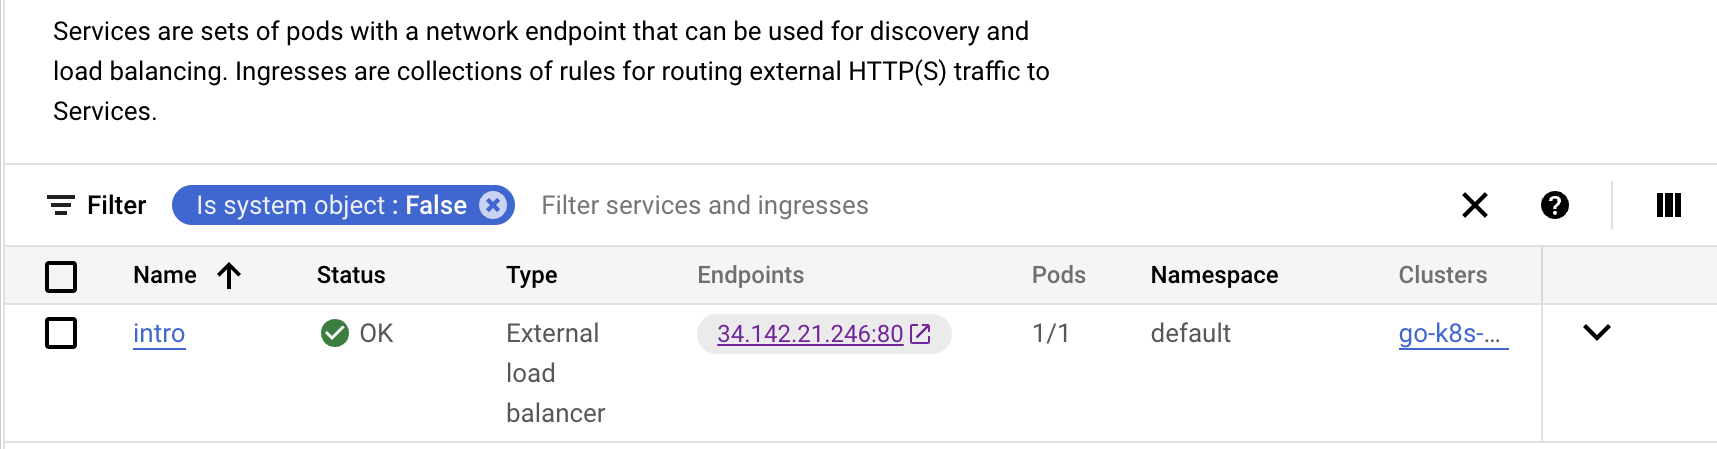 Services are sets of pods with a network endpoint that can be used for discovery and
load balancing. Ingresses are collections of rules for routing external HTTP(S) traffic to
Services.
Filter Is system object : False Filter services and ingresses
Name Status Type Endpoints Pods Namespace Clusters
intro OK External 34.142.21.246:80 1/1 default go-k8s-...
load
balancer